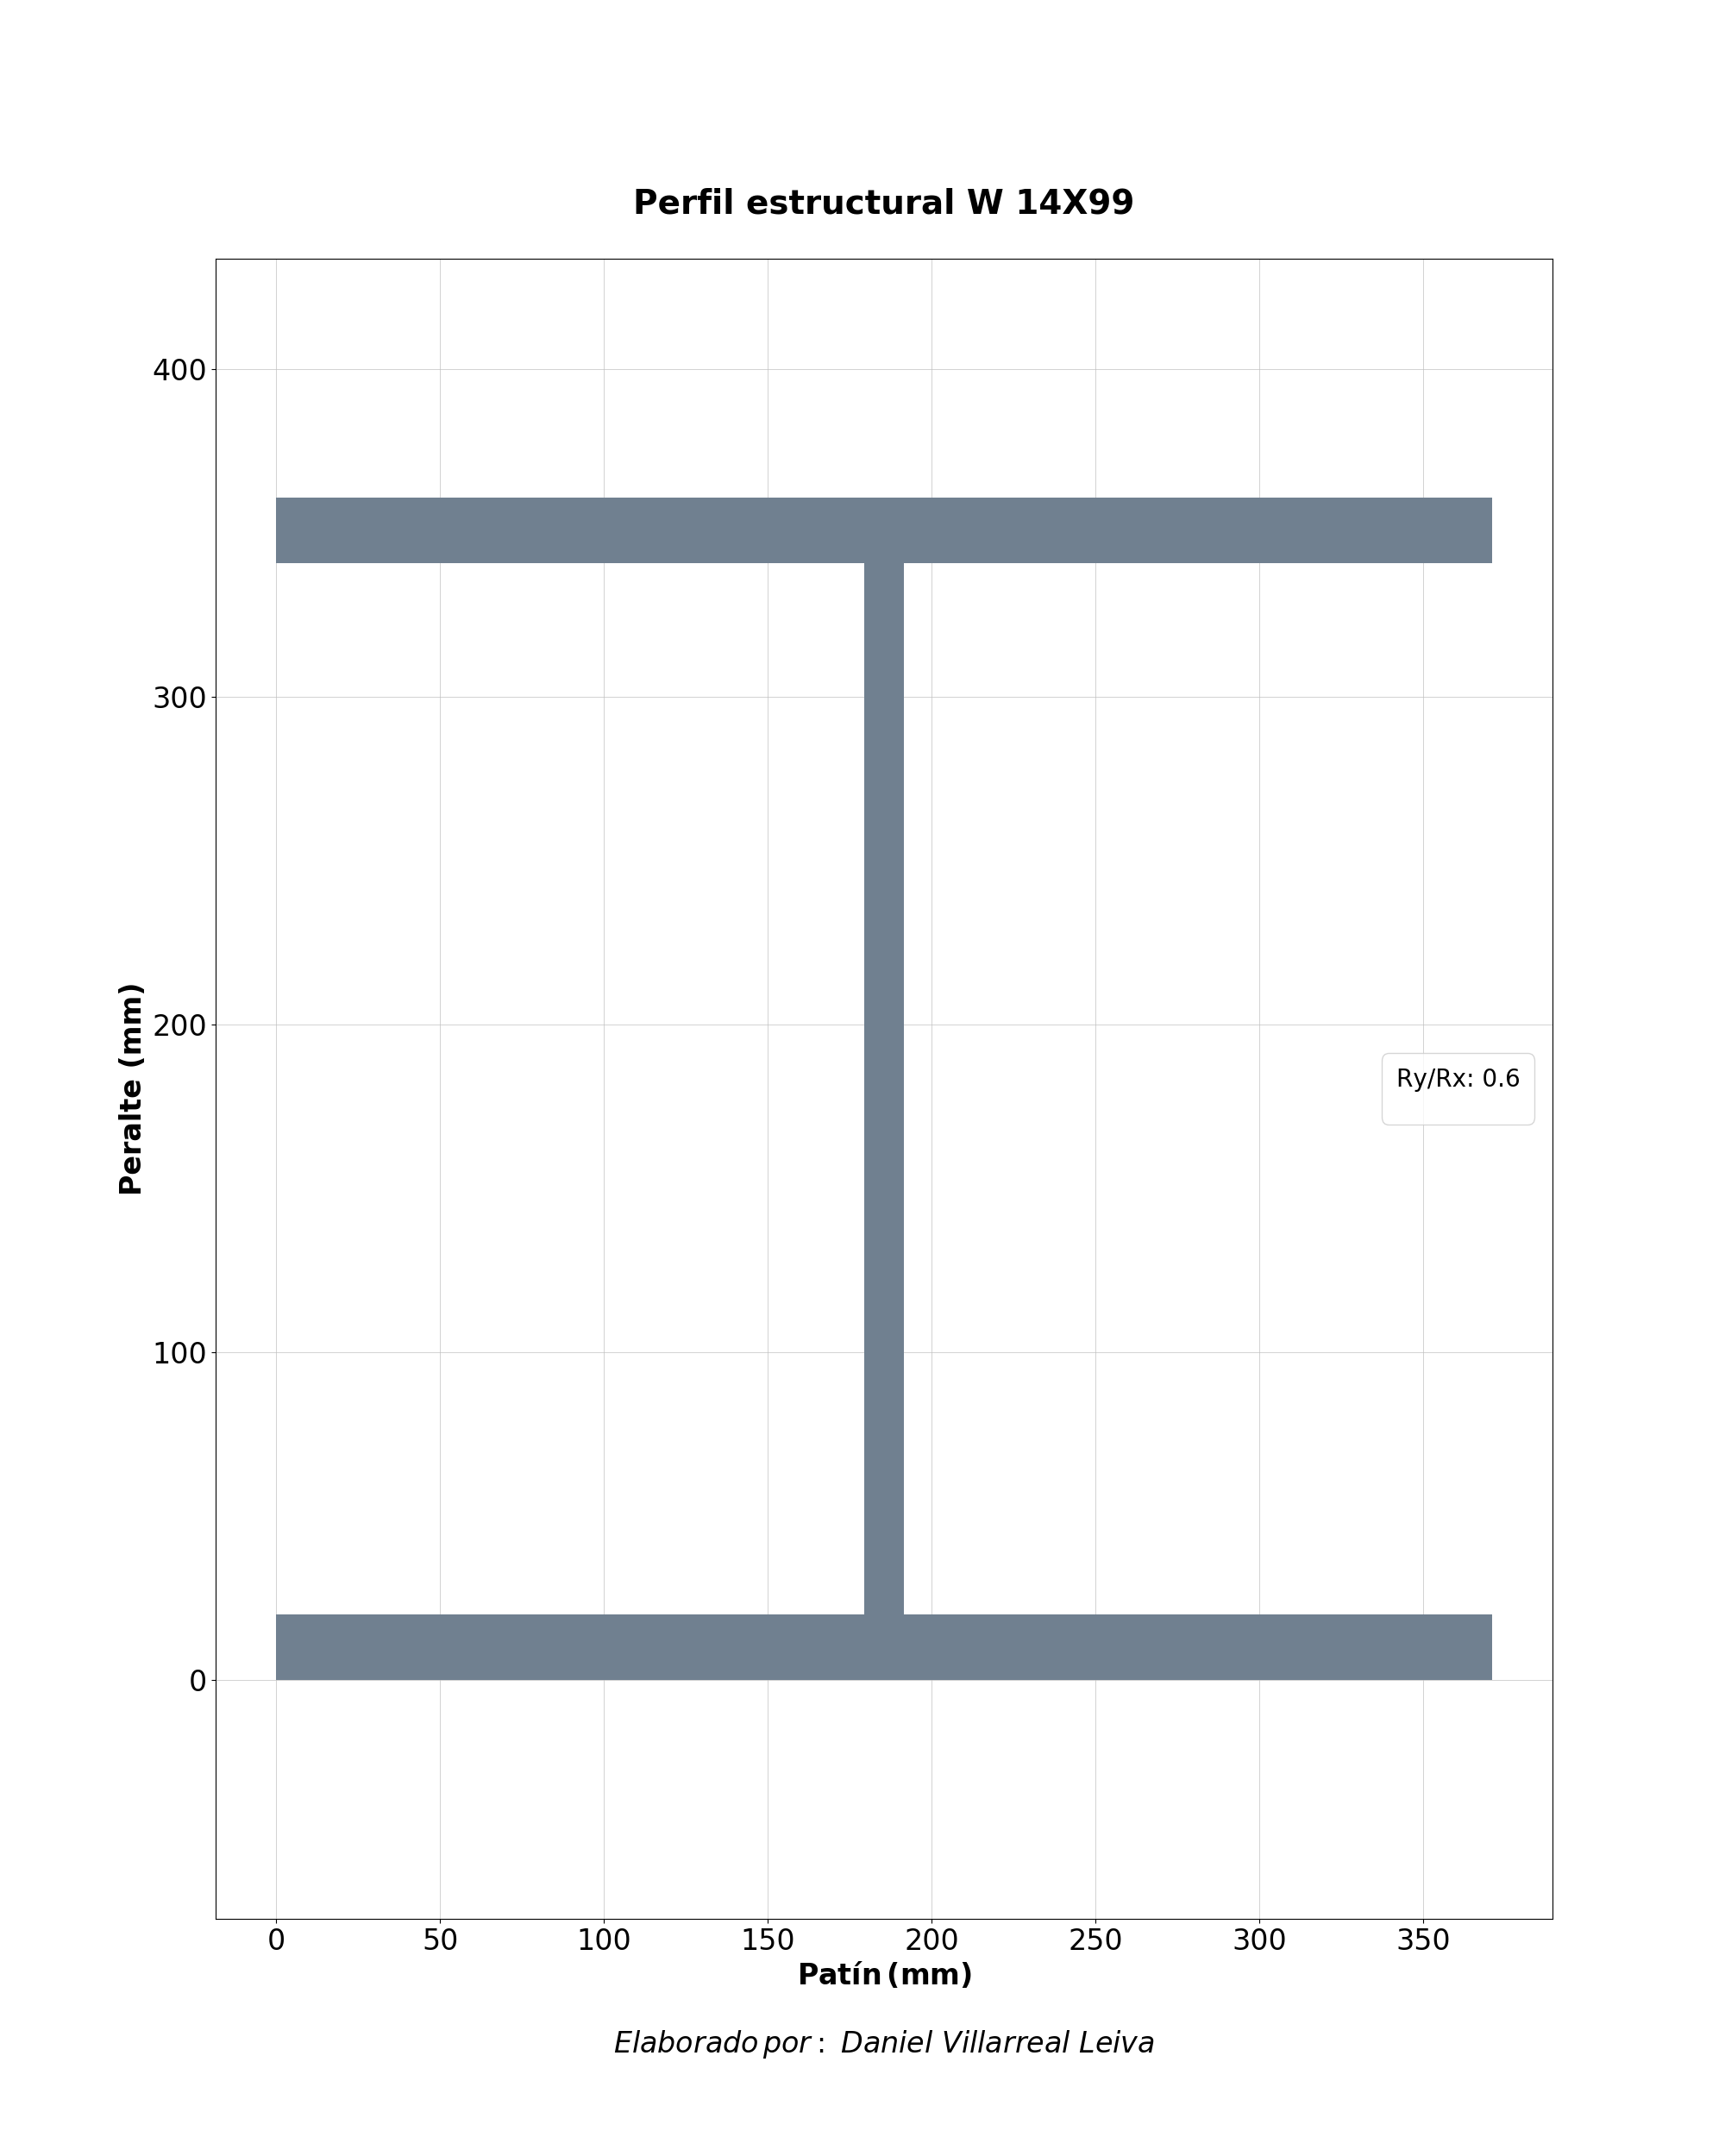 Perfil estructural W 14X99
400
300
200
100
0
Peralte (mm)
Ry/Rx: 0.6
0 50 100 150 200 250 300 350
Patín (mm)
Elaborado por: Daniel Villarreal Leiva